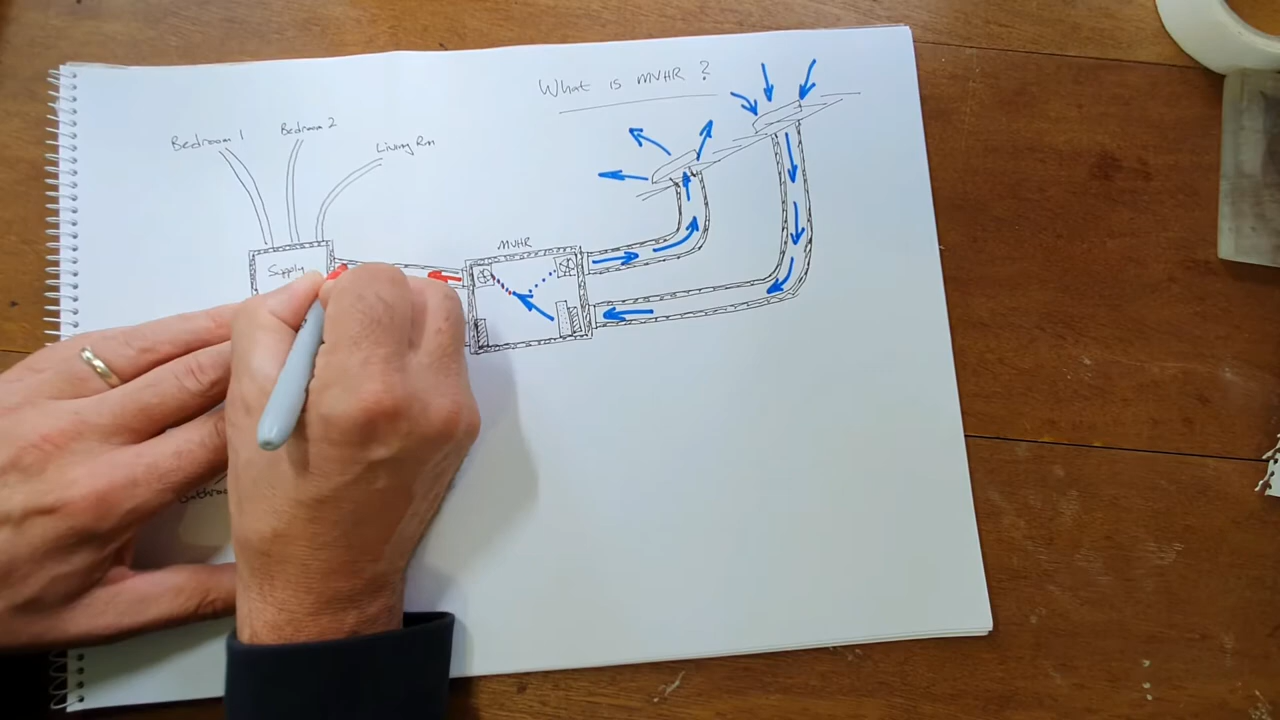 What is MVHR ?
Bedroom 1
Bedroom 2
Living Rm
MVHR
Supply